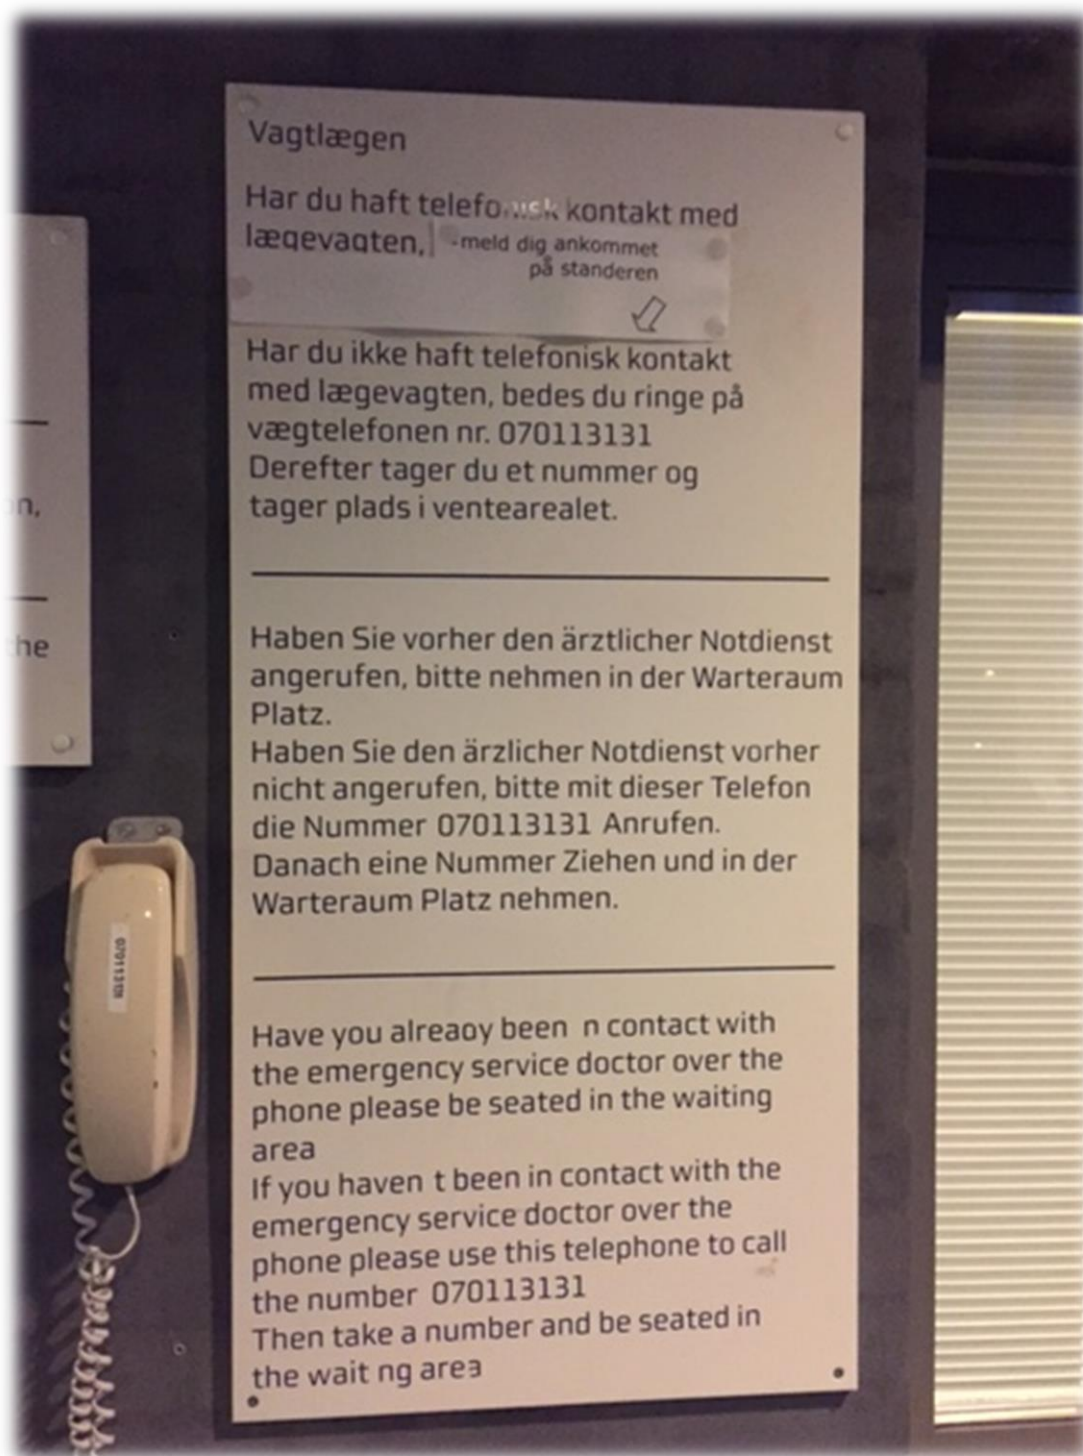 Vagtlægen
Har du haft telefonisk kontakt med
lægevagten,
-meld dig ankommet
på standeren
Har du ikke haft telefonisk kontakt
med lægevagten, bedes du ringe på
vægtelefonen nr. 070113131
Derefter tager du et nummer og
tager plads i ventearealet.
Haben Sie vorher den ärztlicher Notdienst
angerufen, bitte nehmen in der Warteraum
Platz.
Haben Sie den ärzlicher Notdienst vorher
nicht angerufen, bitte mit dieser Telefon
die Nummer 070113131 Anrufen.
Danach eine Nummer Ziehen und in der
Warteraum Platz nehmen.
Have you already been n contact with
the emergency service doctor over the
phone please be seated in the waiting
area
If you haven t been in contact with the
emergency service doctor over the
phone please use this telephone to call
the number 070113131
Then take a number and be seated in
the wait ng area
on,
the
070113131